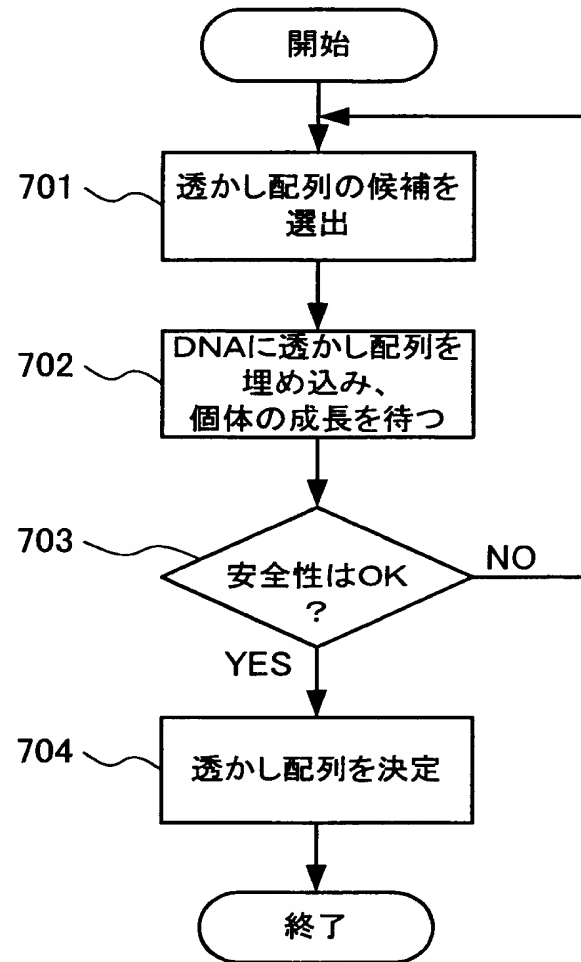 開始
701
透かし配列の候補を
選出
702
DNAに透かし配列を
埋め込み、
個体の成長を待つ
703
安全性はOK
?
NO
YES
704
透かし配列を決定
終了